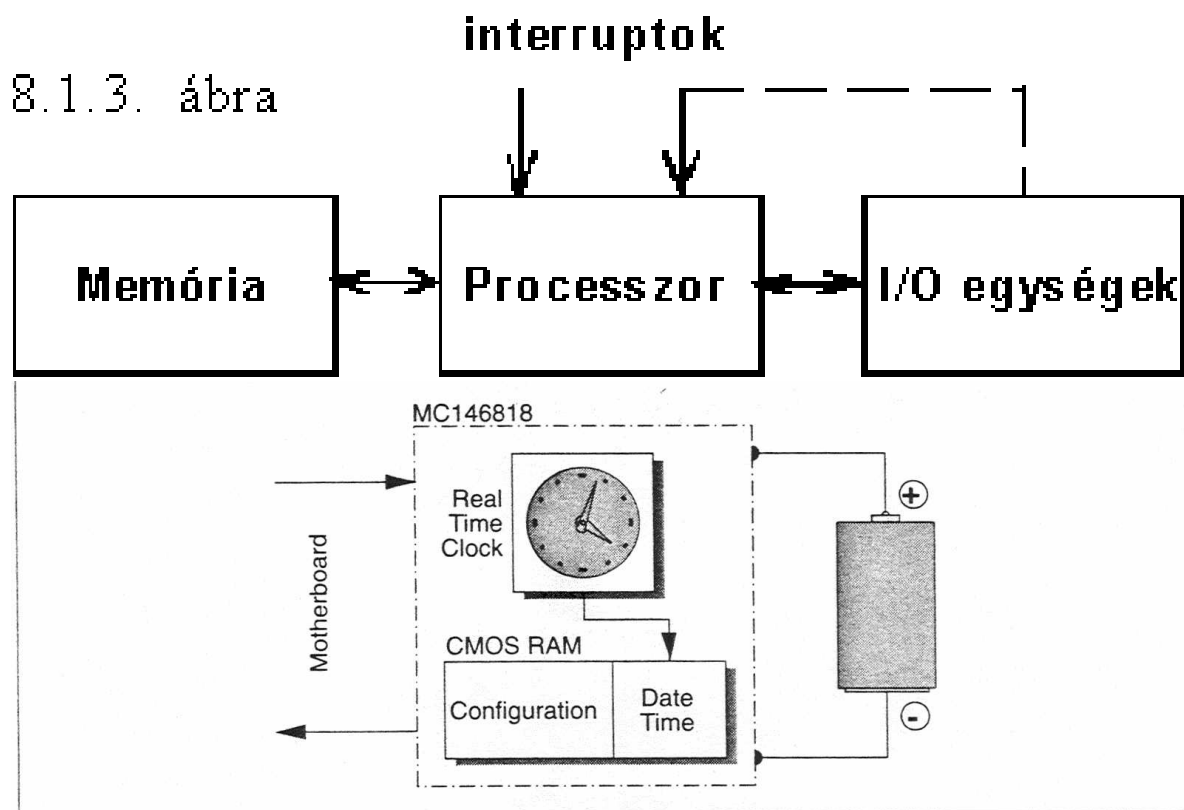 interruptok
8.1.3. ábra
Memória
Processzor
I/O egységek
MC146818
Real
Time
Clock
Motherboard
CMOS RAM
Configuration
Date
Time
+
-